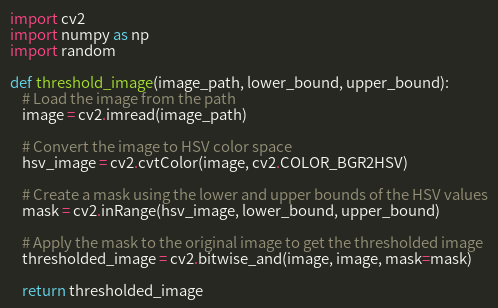 import cv2
import numpy as np
import random

def threshold_image(image_path, lower_bound, upper_bound):
    # Load the image from the path
    image = cv2.imread(image_path)

    # Convert the image to HSV color space
    hsv_image = cv2.cvtColor(image, cv2.COLOR_BGR2HSV)

    # Create a mask using the lower and upper bounds of the HSV values
    mask = cv2.inRange(hsv_image, lower_bound, upper_bound)

    # Apply the mask to the original image to get the thresholded image
    thresholded_image = cv2.bitwise_and(image, image, mask=mask)

    return thresholded_image